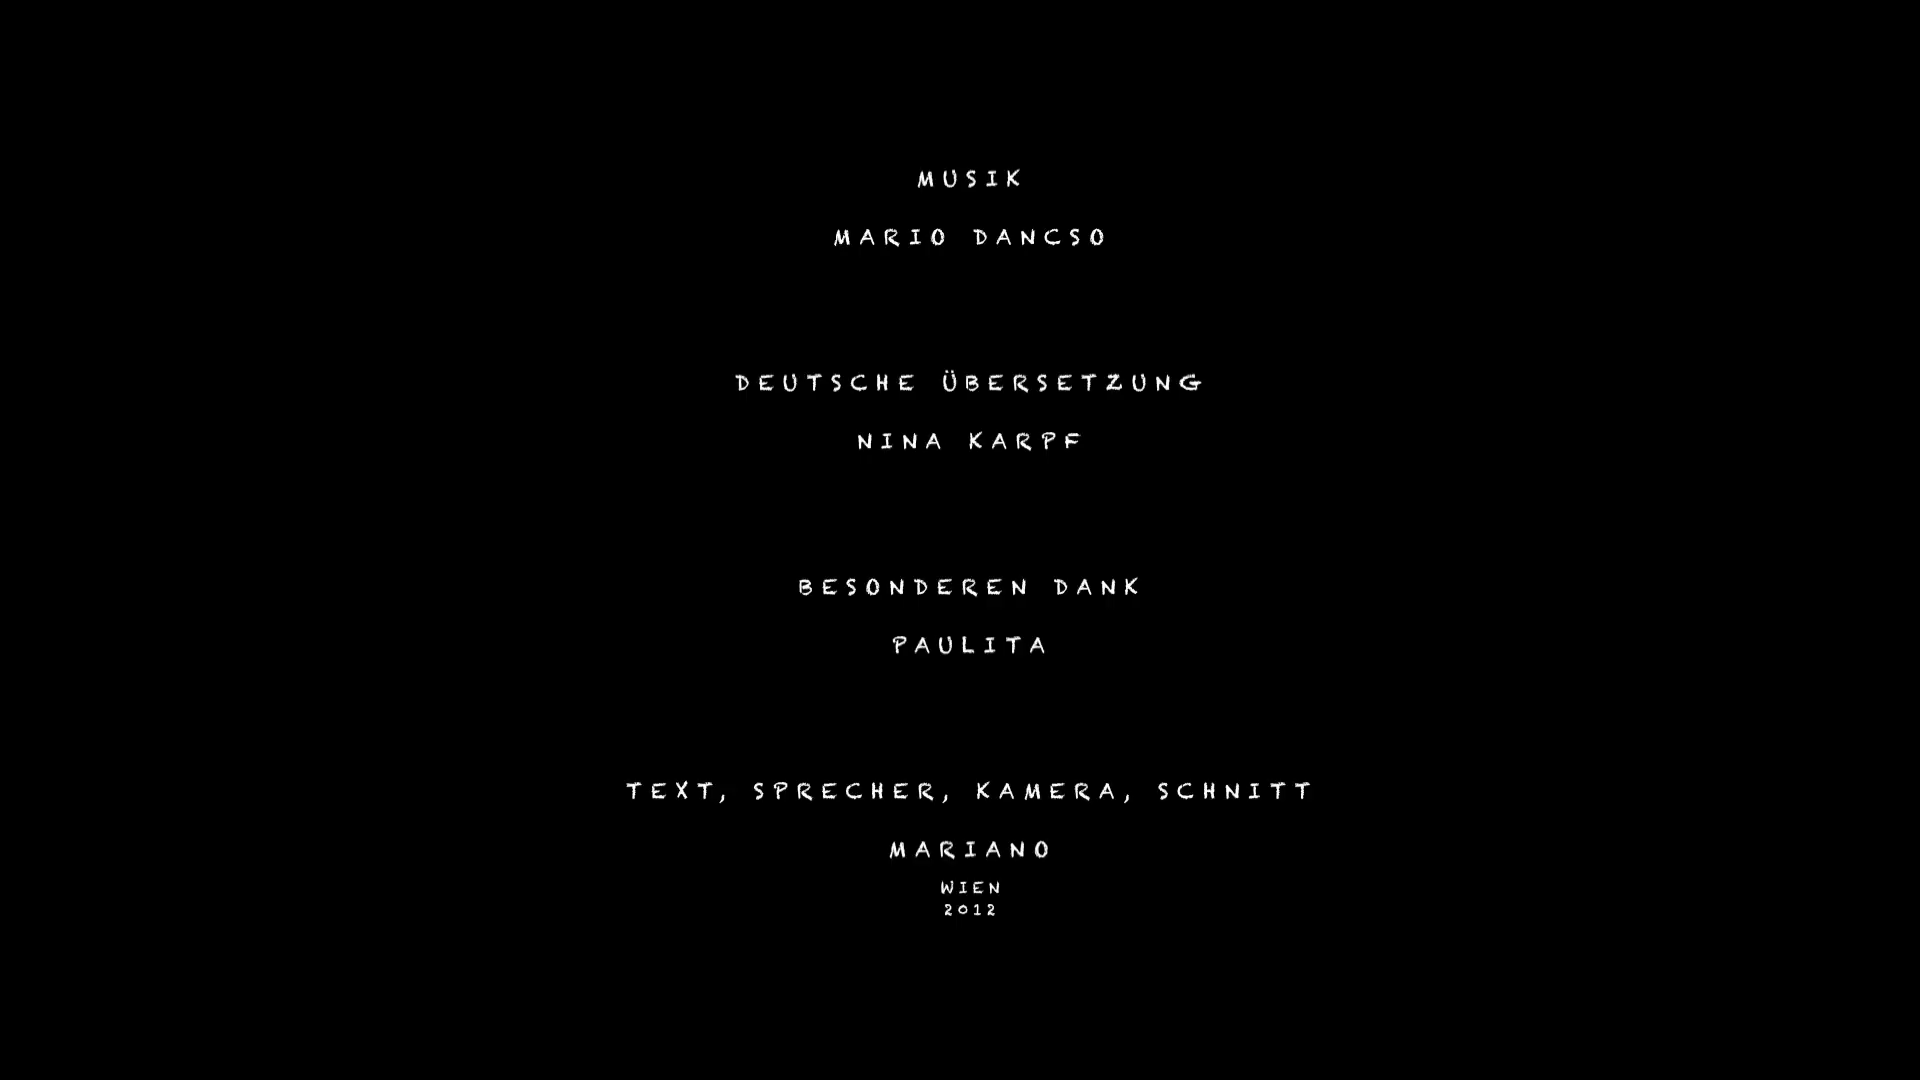 MUSIK
MARIO DANCSO
DEUTSCHE ÜBERSETZUNG
NINA KARPF
BESONDEREN DANK
PAULITA
TEXT, SPRECHER, KAMERA, SCHNITT
MARIANO
WIEN
2012